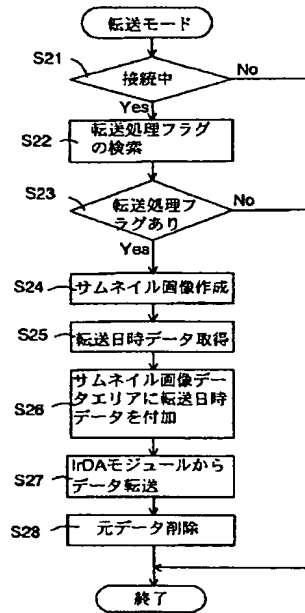 転送モード
S21
接続中
No
Yes
S22
転送処理フラグ
の検索
S23
転送処理フ
ラグあり
No
Yes
S24
サムネイル画像作成
S25
転送日時データ取得
S26
サムネイル画像デー
タエリアに転送日時
データを付加
S27
IrDAモジュールから
データ転送
S28
元データ削除
終了